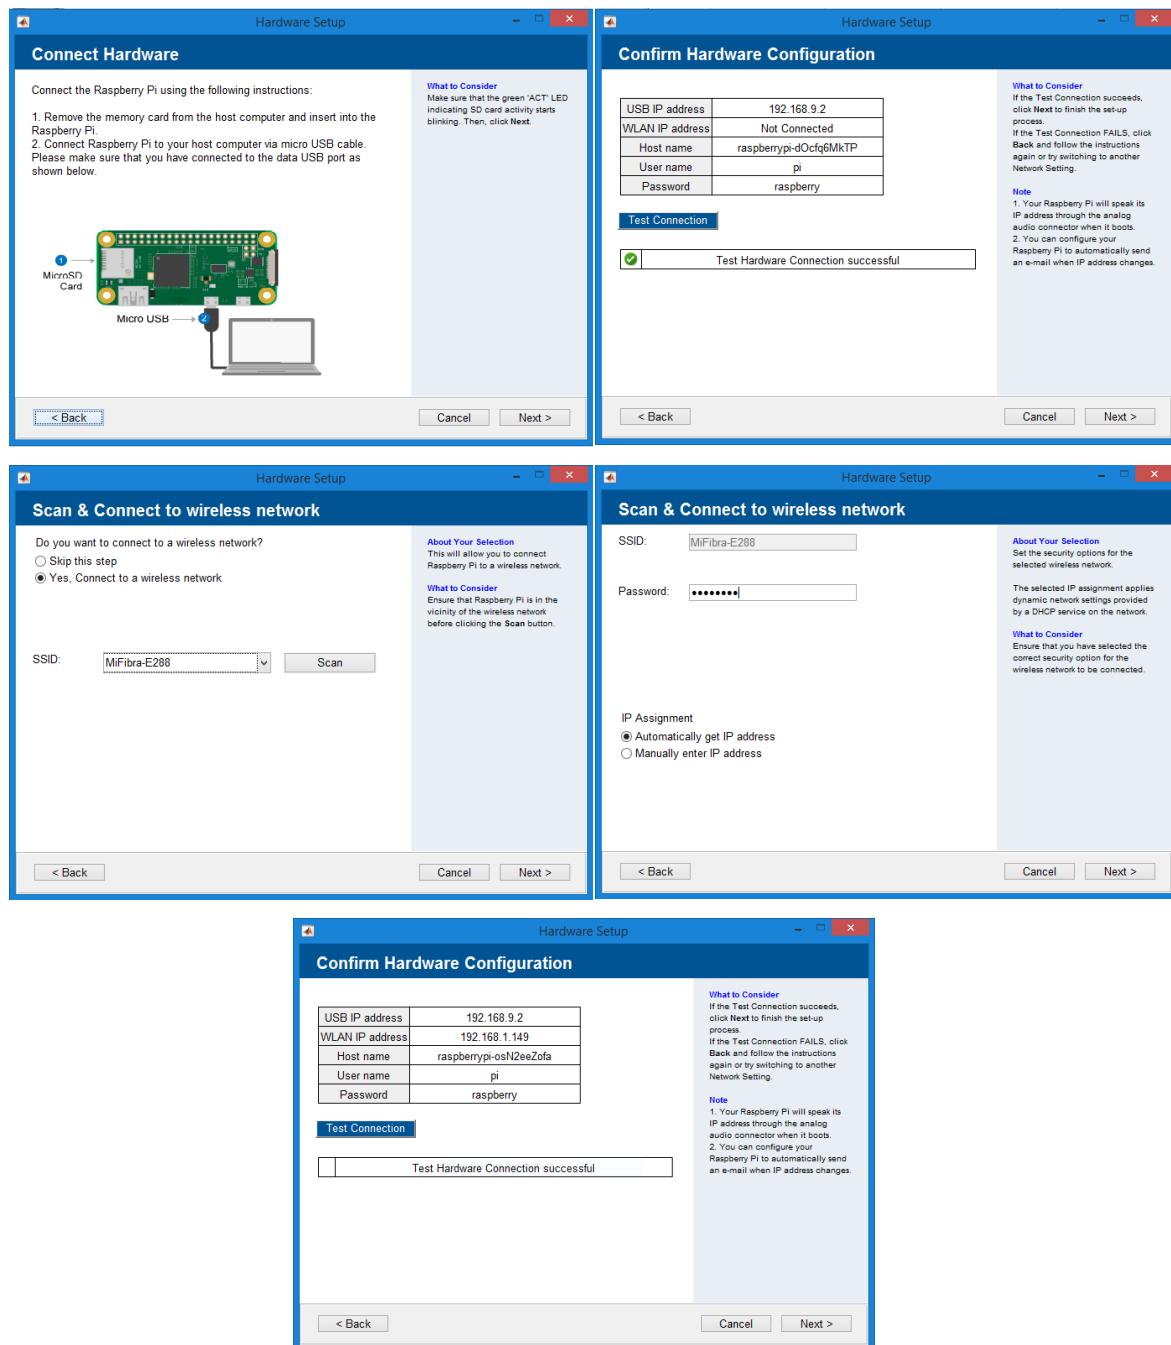 Hardware Setup
Connect Hardware
Connect the Raspberry Pi using the following instructions:
1. Remove the memory card from the host computer and insert into the
Raspberry Pi.
2. Connect Raspberry Pi to your host computer via micro USB cable.
Please make sure that you have connected to the data USB port as
shown below.
1
MicroSD
Card
Micro USB
2
What to Consider
Make sure that the green 'ACT' LED
indicating SD card activity starts
blinking. Then, click Next.
< Back
Cancel
Next >
Hardware Setup
Confirm Hardware Configuration
USB IP address 192.168.9.2
WLAN IP address Not Connected
Host name raspberrypi-dOcfq6MkTP
User name pi
Password raspberry
Test Connection
Test Hardware Connection successful
What to Consider
If the Test Connection succeeds,
click Next to finish the set-up
process.
If the Test Connection FAILS, click
Back and follow the instructions
again or try switching to another
Network Setting.
Note
1. Your Raspberry Pi will speak its
IP address through the analog
audio connector when it boots.
2. You can configure your
Raspberry Pi to automatically send
an e-mail when IP address changes.
< Back
Cancel
Next >
Hardware Setup
Scan & Connect to wireless network
Do you want to connect to a wireless network?
Skip this step
Yes, Connect to a wireless network
SSID: MiFibra-E288 Scan
About Your Selection
This will allow you to connect
Raspberry Pi to a wireless network.
What to Consider
Ensure that Raspberry Pi is in the
vicinity of the wireless network
before clicking the Scan button.
< Back
Cancel
Next >
Hardware Setup
Scan & Connect to wireless network
SSID: MiFibra-E288
Password: ●●●●●●●●
IP Assignment
Automatically get IP address
Manually enter IP address
About Your Selection
Set the security options for the
selected wireless network.
The selected IP assignment applies
dynamic network settings provided
by a DHCP service on the network.
What to Consider
Ensure that you have selected the
correct security option for the
wireless network to be connected.
< Back
Cancel
Next >
Hardware Setup
Confirm Hardware Configuration
USB IP address 192.168.9.2
WLAN IP address 192.168.1.149
Host name raspberrypi-osN2eeZofa
User name pi
Password raspberry
Test Connection
Test Hardware Connection successful
What to Consider
If the Test Connection succeeds,
click Next to finish the set-up
process.
If the Test Connection FAILS, click
Back and follow the instructions
again or try switching to another
Network Setting.
Note
1. Your Raspberry Pi will speak its
IP address through the analog
audio connector when it boots.
2. You can configure your
Raspberry Pi to automatically send
an e-mail when IP address changes.
< Back
Cancel
Next >